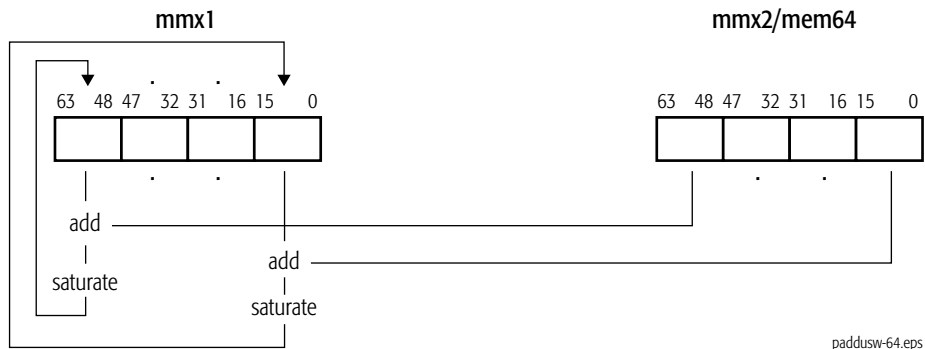 mmx1 mmx2/mem64
. .
63 48 47 32 31 16 15 0 63 48 47 32 31 16 15 0
. . . .
add
add
saturate
saturate
paddusw-64.eps